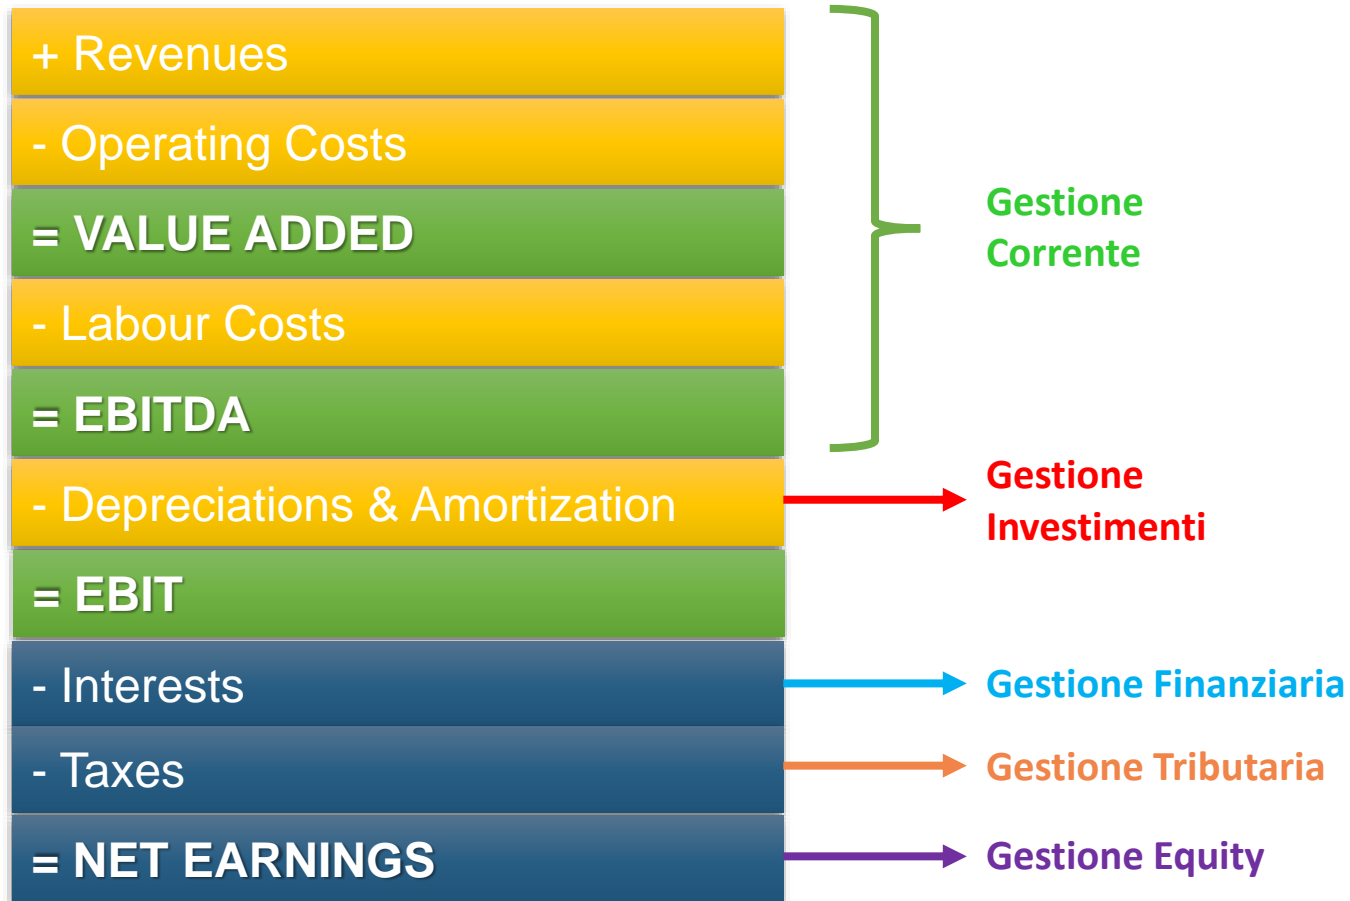 + Revenues
- Operating Costs
= VALUE ADDED
Gestione
Corrente
- Labour Costs
= EBITDA
- Depreciations & Amortization
Gestione
Investimenti
= EBIT
- Interests
Gestione Finanziaria
- Taxes
Gestione Tributaria
= NET EARNINGS
Gestione Equity